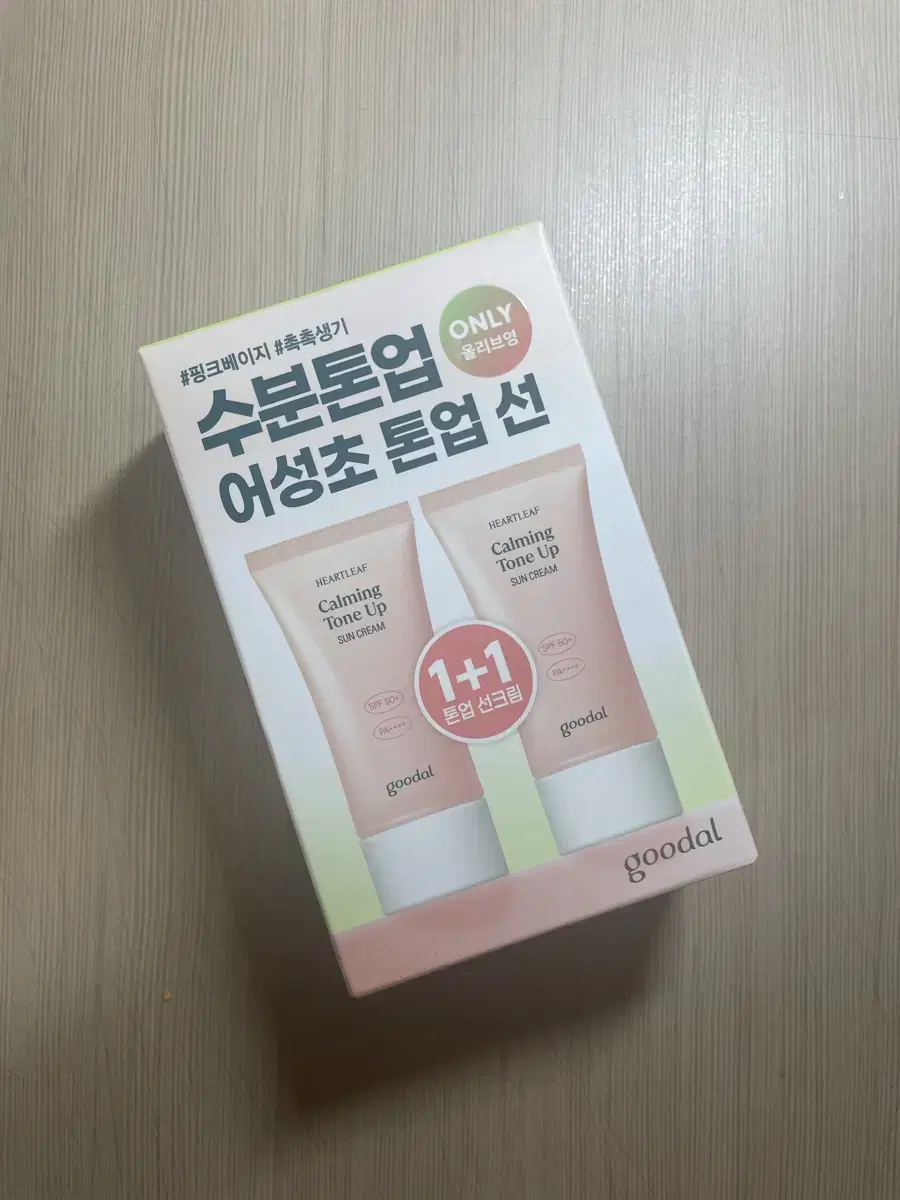 #핑크베이지 #촉촉생기
ONLY
올리브영
수분톤업
어성초 톤업 선
HEARTLEAF
Calming
Tone Up
SUN CREAM
SPF 50+
PA++++
goodal
HEARTLEAF
Calming
Tone Up
SUN CREAM
SPF 50+
PA++++
goodal
1+1
톤업 선크림
goodal